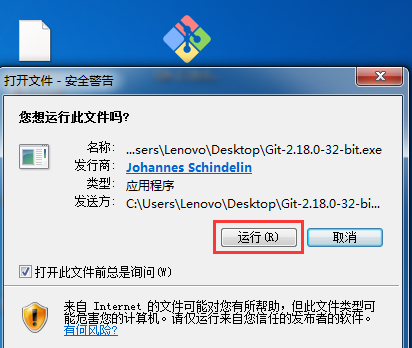 打开文件 - 安全警告
您想运行此文件吗?
名称: ...sers\Lenovo\Desktop\Git-2.18.0-32-bit.exe
发行商: Johannes Schindelin
类型: 应用程序
发送方: C:\Users\Lenovo\Desktop\Git-2.18.0-32-bi...
运行(R) 取消
打开此文件前总是询问(W)
来自 Internet 的文件可能对您有所帮助,但此文件类型可
能危害您的计算机。请仅运行来自您信任的发布者的软件。
有何风险?